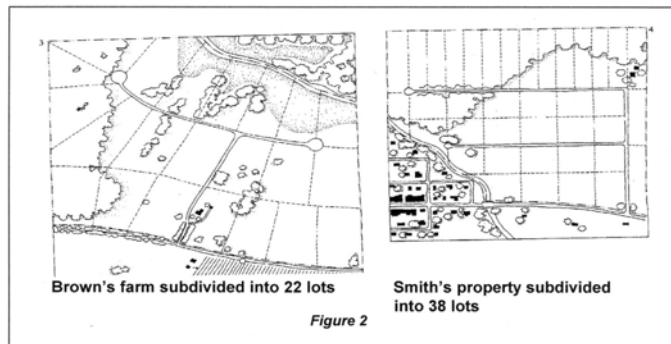 3
4
Brown's farm subdivided into 22 lots
Smith's property subdivided
into 38 lots
Figure 2